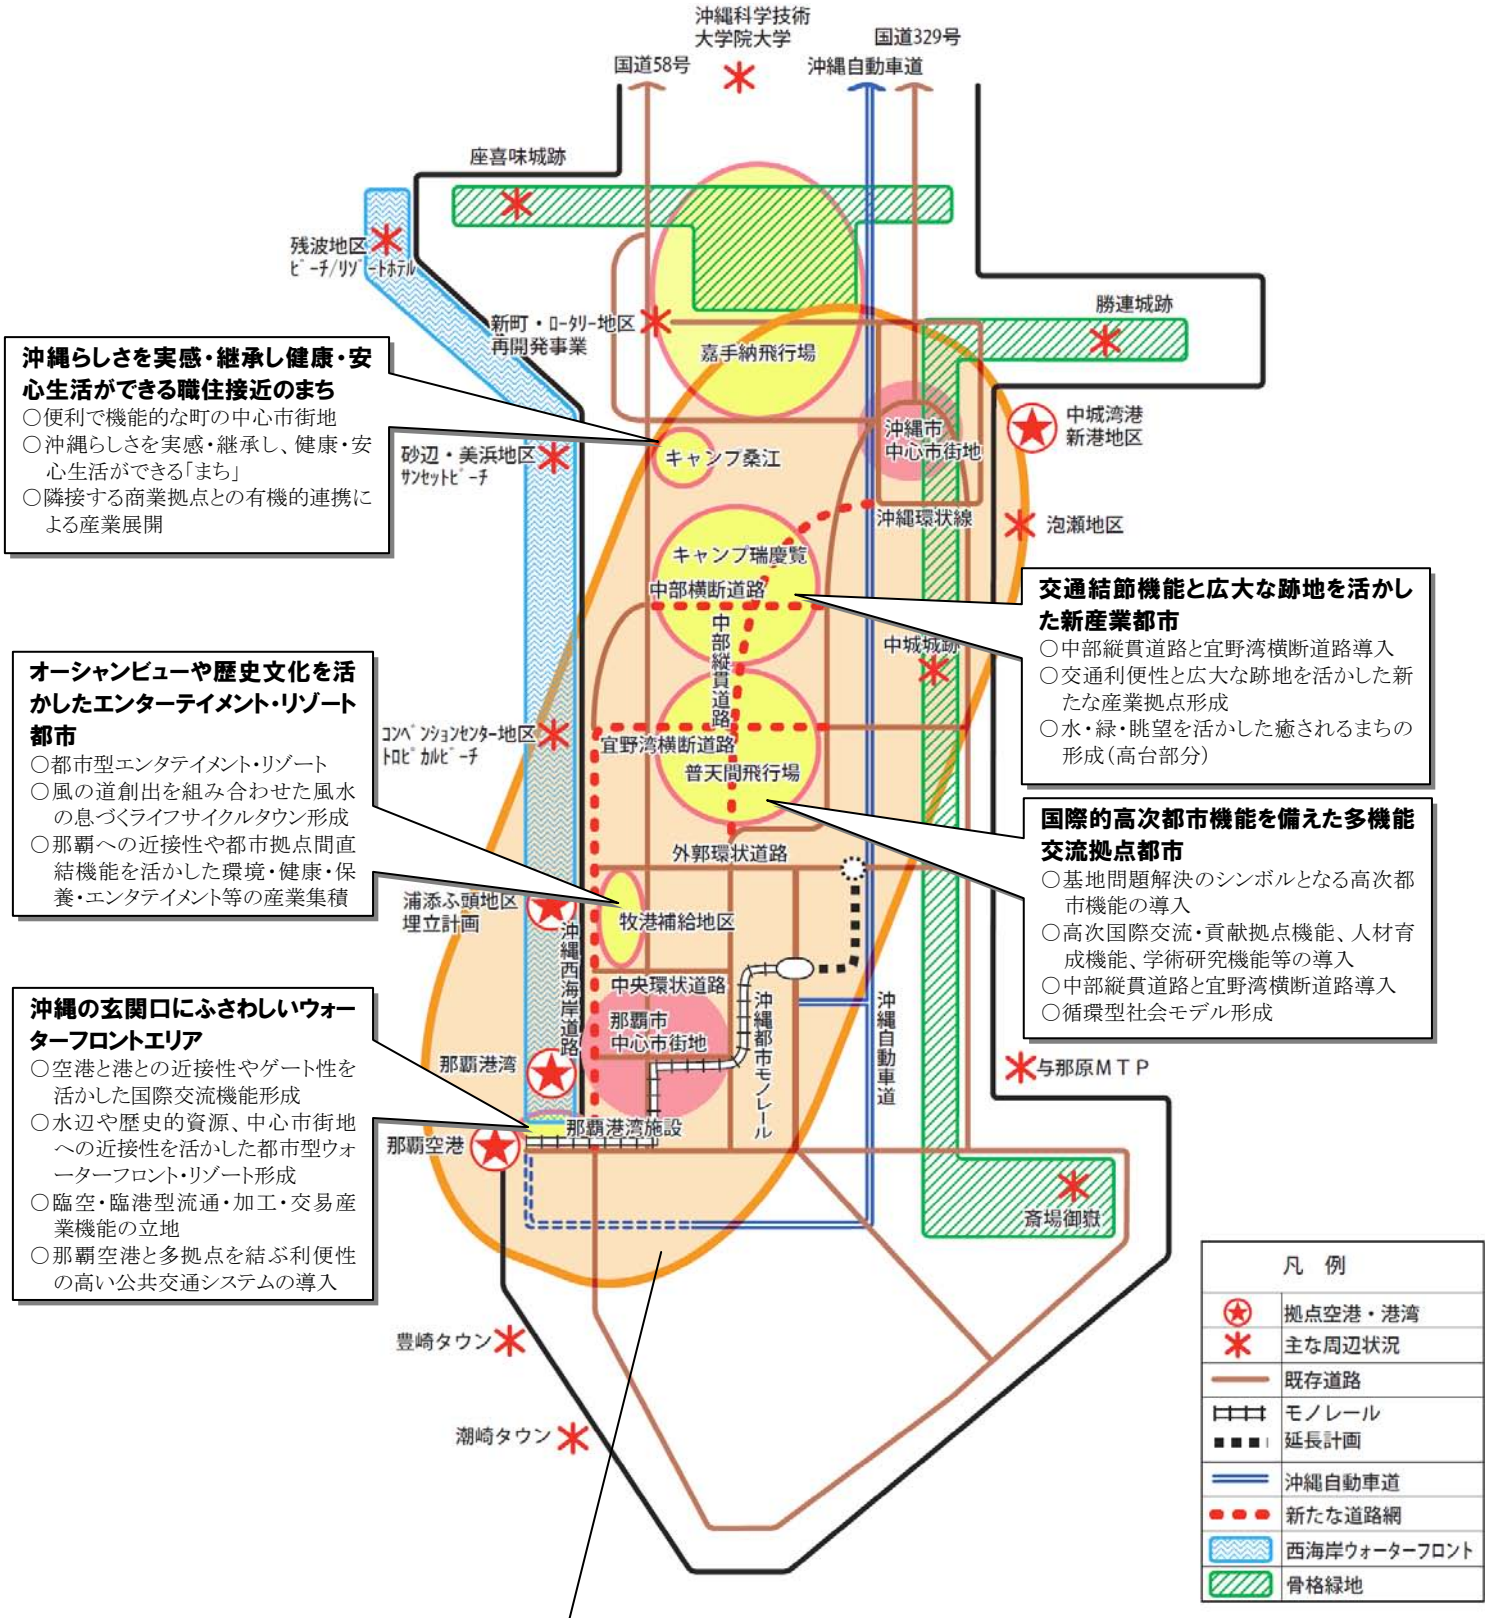 沖縄科学技術
大学院大学
国道58号
沖縄自動車道
国道329号
座喜味城跡
残波地区
ビーチ/リゾートホテル
新町・ロータリー地区
再開発事業
嘉手納飛行場
勝連城跡
沖縄らしさを実感・継承し健康・安
心生活ができる職住接近のまち
○便利で機能的な町の中心市街地
○沖縄らしさを実感・継承し、健康・安
心生活ができる「まち」
○隣接する商業拠点との有機的連携に
よる産業展開
砂辺・美浜地区
サンセットビーチ
キャンプ桑江
沖縄市
中心市街地
中城湾港
新港地区
沖縄環状線
泡瀬地区
キャンプ瑞慶覧
中部横断道路
中部縦貫道路
中城城跡
交通結節機能と広大な跡地を活かし
た新産業都市
○中部縦貫道路と宜野湾横断道路導入
○交通利便性と広大な跡地を活かした新
たな産業拠点形成
○水・緑・眺望を活かした癒されるまちの
形成(高台部分)
オーシャンビューや歴史文化を活
かしたエンターテイメント・リゾート
都市
○都市型エンタテイメント・リゾート
○風の道創出を組み合わせた風水
の息づくライフサイクルタウン形成
○那覇への近接性や都市拠点間直
結機能を活かした環境・健康・保
養・エンタテイメント等の産業集積
コンベンションセンター地区
トロピカルビーチ
宜野湾横断道路
普天間飛行場
外郭環状道路
国際的高次都市機能を備えた多機能
交流拠点都市
○基地問題解決のシンボルとなる高次都
市機能の導入
○高次国際交流・貢献拠点機能、人材育
成機能、学術研究機能等の導入
○中部縦貫道路と宜野湾横断道路導入
○循環型社会モデル形成
浦添ふ頭地区
埋立計画
牧港補給地区
沖縄西海岸道路
中央環状道路
那覇市
中心市街地
沖縄都市モノレール
沖縄自動車道
沖縄の玄関口にふさわしいウォー
ターフロントエリア
○空港と港との近接性やゲート性を
活かした国際交流機能形成
○水辺や歴史的資源、中心市街地
への近接性を活かした都市型ウォ
ーターフロント・リゾート形成
○臨空・臨港型流通・加工・交易産
業機能の立地
○那覇空港と多拠点を結ぶ利便性
の高い公共交通システムの導入
那覇港湾
那覇港湾施設
那覇空港
与那原MTP
斎場御嶽
豊崎タウン
潮崎タウン
凡 例
拠点空港・港湾
主な周辺状況
既存道路
モノレール
延長計画
沖縄自動車道
新たな道路網
西海岸ウォーターフロント
骨格緑地